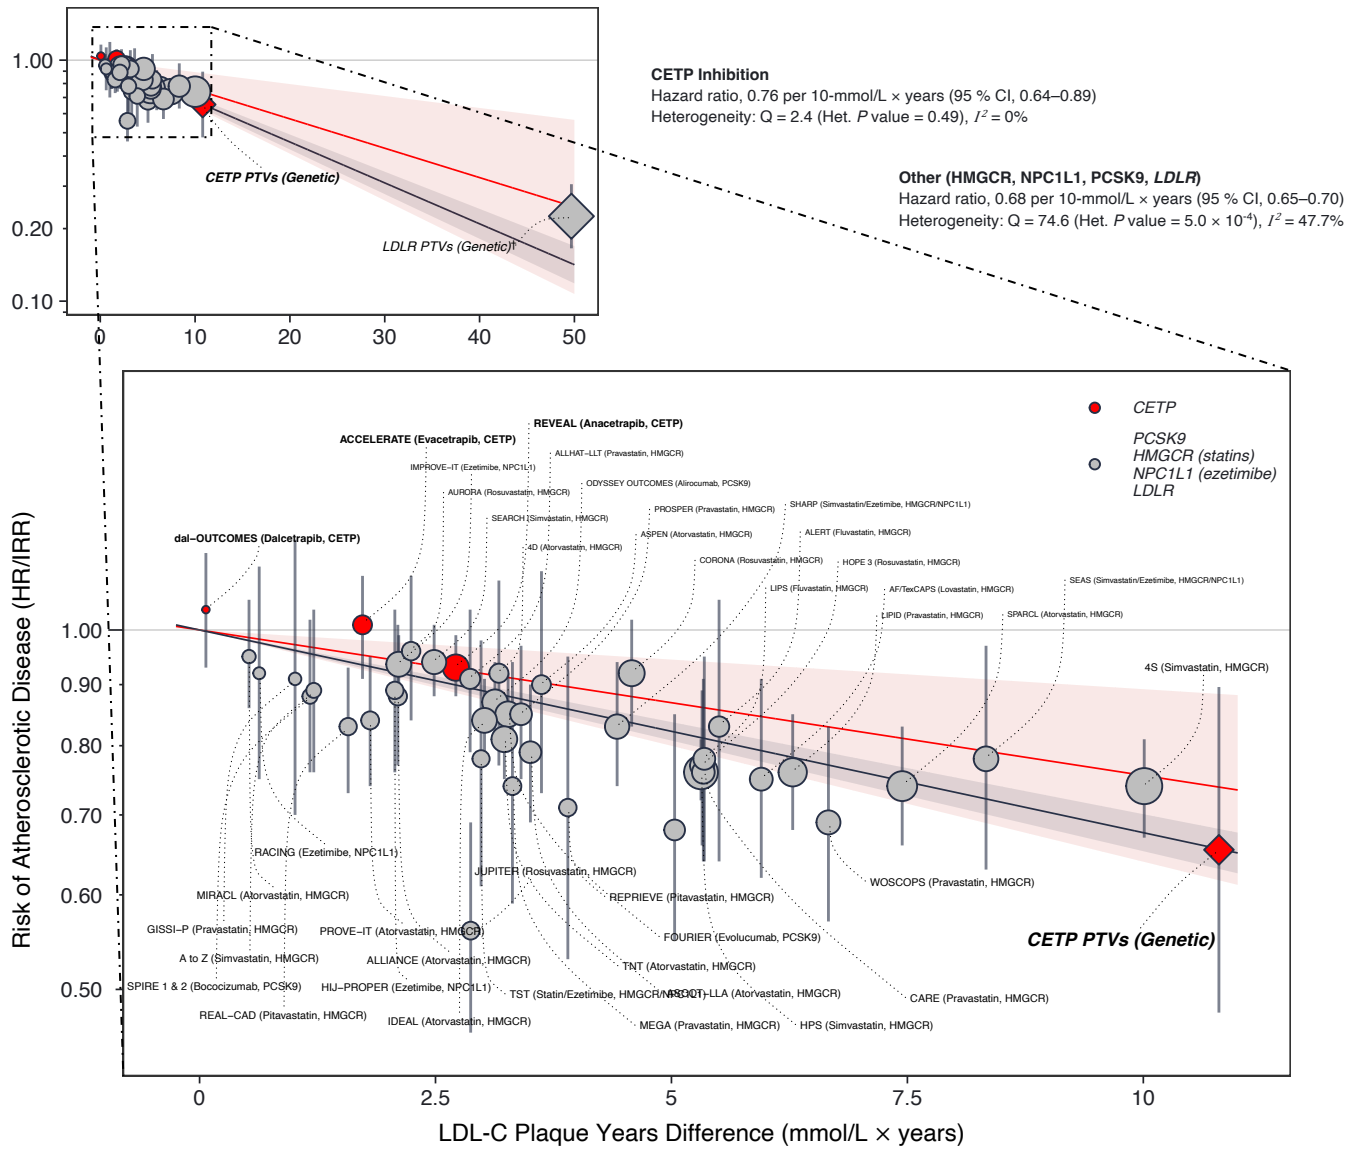 1.00
0.20
0.10
0
10
20
30
40
50
CETP PTVs (Genetic)
LDLR PTVs (Genetic)†
CETP Inhibition
Hazard ratio, 0.76 per 10-mmol/L × years (95 % CI, 0.64–0.89)
Heterogeneity: Q = 2.4 (Het. P value = 0.49), I² = 0%
Other (HMGCR, NPC1L1, PCSK9, LDLR)
Hazard ratio, 0.68 per 10-mmol/L × years (95 % CI, 0.65–0.70)
Heterogeneity: Q = 74.6 (Het. P value = 5.0 × 10⁻⁴), I² = 47.7%
CETP
PCSK9
HMGCR (statins)
NPC1L1 (ezetimibe)
LDLR
REVEAL (Anacetrapib, CETP)
ACCELERATE (Evacetrapib, CETP)
ALLHAT−LLT (Pravastatin, HMGCR)
IMPROVE−IT (Ezetimibe, NPC1L1)
ODYSSEY OUTCOMES (Alirocumab, PCSK9)
AURORA (Rosuvastatin, HMGCR)
SHARP (Simvastatin/Ezetimibe, HMGCR/NPC1L1)
PROSPER (Pravastatin, HMGCR)
SEARCH (Simvastatin, HMGCR)
ALERT (Fluvastatin, HMGCR)
ASPEN (Atorvastatin, HMGCR)
dal−OUTCOMES (Dalcetrapib, CETP)
4D (Atorvastatin, HMGCR)
CORONA (Rosuvastatin, HMGCR)
HOPE 3 (Rosuvastatin, HMGCR)
SEAS (Simvastatin/Ezetimibe, HMGCR/NPC1L1)
LIPS (Fluvastatin, HMGCR)
AF/TexCAPS (Lovastatin, HMGCR)
LIPID (Pravastatin, HMGCR)
SPARCL (Atorvastatin, HMGCR)
4S (Simvastatin, HMGCR)
RACING (Ezetimibe, NPC1L1)
JUPITER (Rosuvastatin, HMGCR)
WOSCOPS (Pravastatin, HMGCR)
MIRACL (Atorvastatin, HMGCR)
REPRIEVE (Pitavastatin, HMGCR)
GISSI−P (Pravastatin, HMGCR)
PROVE−IT (Atorvastatin, HMGCR)
FOURIER (Evolucumab, PCSK9)
CETP PTVs (Genetic)
A to Z (Simvastatin, HMGCR)
ALLIANCE (Atorvastatin, HMGCR)
TNT (Atorvastatin, HMGCR)
SPIRE 1 & 2 (Bococizumab, PCSK9)
HIJ−PROPER (Ezetimibe, NPC1L1)
TST (Statin/Ezetimibe, HMGCR/NPC1L1)
ASCOT−LLA (Atorvastatin, HMGCR)
CARE (Pravastatin, HMGCR)
REAL−CAD (Pitavastatin, HMGCR)
IDEAL (Atorvastatin, HMGCR)
MEGA (Pravastatin, HMGCR)
HPS (Simvastatin, HMGCR)
Risk of Atherosclerotic Disease (HR/IRR)
1.00
0.90
0.80
0.70
0.60
0.50
0
2.5
5
7.5
10
LDL-C Plaque Years Difference (mmol/L × years)